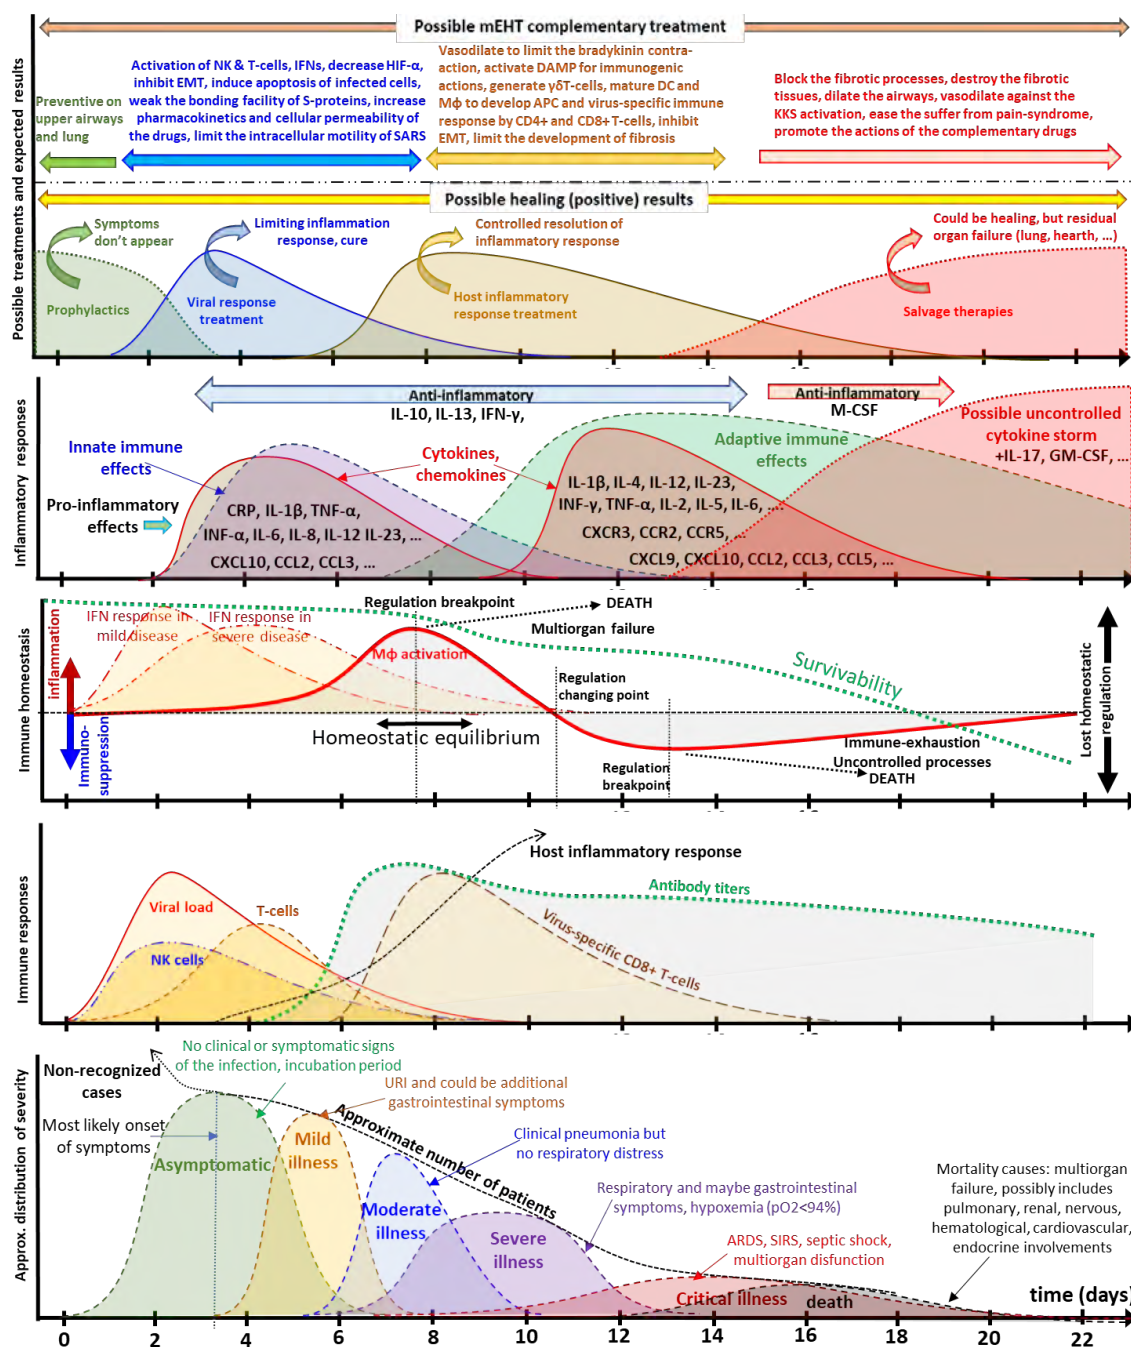 Possible mEHT complementary treatment
Possible treatments and expected results
Preventive on
upper airways
and lung
Activation of NK & T-cells, IFNs, decrease HIF-α,
inhibit EMT, induce apoptosis of infected cells,
weak the bonding facility of S-proteins, increase
pharmacokinetics and cellular permeability of
the drugs, limit the intracellular motility of SARS
Vasodilate to limit the bradykinin contra-
action, activate DAMP for immunogenic
actions, generate γδT-cells, mature DC and
Mϕ to develop APC and virus-specific immune
response by CD4+ and CD8+ T-cells, inhibit
EMT, limit the development of fibrosis
Block the fibrotic processes, destroy the fibrotic
tissues, dilate the airways, vasodilate against the
KKS activation, ease the suffer from pain-syndrome,
promote the actions of the complementary drugs
Possible healing (positive) results
Symptoms
don't appear
Limiting inflammation
response, cure
Controlled resolution of
inflammatory response
Could be healing, but residual
organ failure (lung, hearth, ...)
Prophylactics
Viral response
treatment
Host inflammatory
response treatment
Salvage therapies
Inflammatory responses
Anti-inflammatory
IL-10, IL-13, IFN-γ,
Anti-inflammatory
M-CSF
Possible uncontrolled
cytokine storm
+IL-17, GM-CSF, ...
Innate immune
effects
Cytokines,
chemokines
Adaptive immune
effects
Pro-inflammatory
effects
CRP, IL-1β, TNF-α,
INF-α, IL-6, IL-8, IL-12 IL-23, ...
CXCL10, CCL2, CCL3, ...
IL-1β, IL-4, IL-12, IL-23,
INF-γ, TNF-α, IL-2, IL-5, IL-6, ...
CXCR3, CCR2, CCR5, ...
CXCL9, CXCL10, CCL2, CCL3, CCL5, ...
Immune homeostasis
inflammation
Immuno-
suppression
IFN response in
mild disease
IFN response in
severe disease
Regulation breakpoint
DEATH
Multiorgan failure
Mϕ activation
Regulation
changing point
Survivability
Homeostatic equilibrium
Regulation
breakpoint
Immune-exhaustion
Uncontrolled processes
DEATH
Lost homeostatic
regulation
Immune responses
Viral load
T-cells
NK cells
Host inflammatory response
Antibody titers
Virus-specific CD8+ T-cells
Approx. distribution of severity
No clinical or symptomatic signs
of the infection, incubation period
Non-recognized
cases
Most likely onset
of symptoms
URI and could be additional
gastrointestinal symptoms
Approximate number of patients
Clinical pneumonia but
no respiratory distress
Respiratory and maybe gastrointestinal
symptoms, hypoxemia (pO2<94%)
ARDS, SIRS, septic shock,
multiorgan disfunction
Mortality causes: multiorgan
failure, possibly includes
pulmonary, renal, nervous,
hematological, cardiovascular,
endocrine involvements
Asymptomatic
Mild
illness
Moderate
illness
Severe
illness
Critical illness
death
time (days)
0 2 4 6 8 10 12 14 16 18 20 22